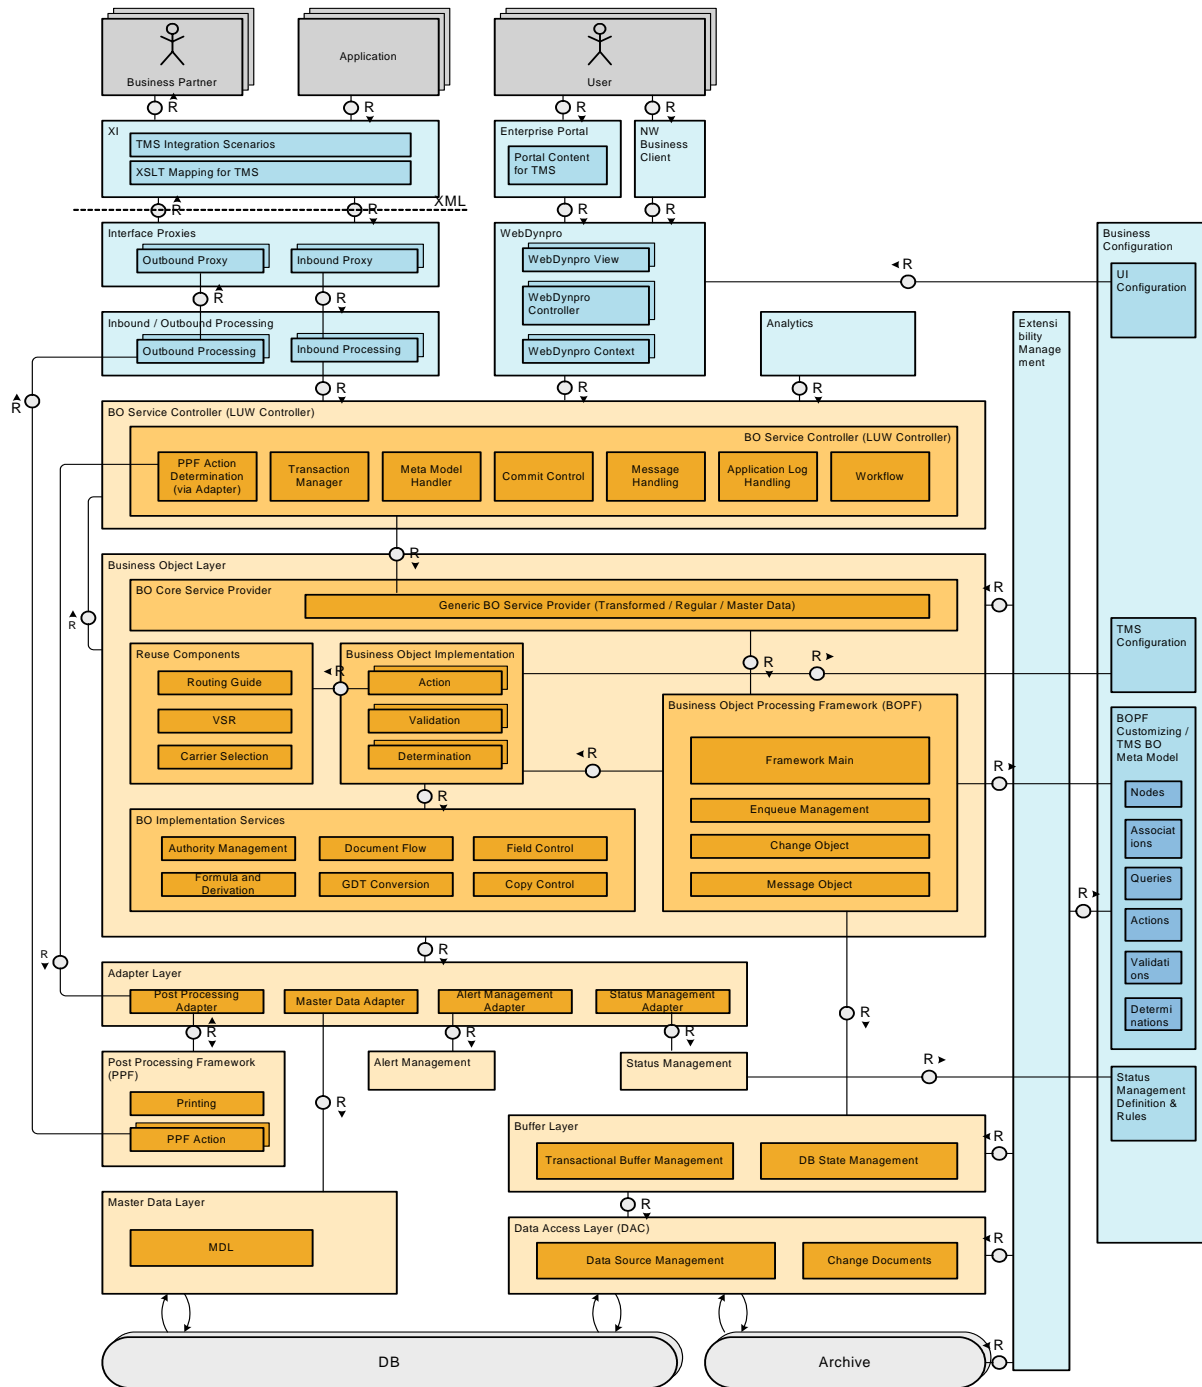 Business Partner
Application
User
R
R
R
R
XI
TMS Integration Scenarios
XSLT Mapping for TMS
Enterprise Portal
Portal Content
for TMS
NW
Business
Client
XML
R
R
R
R
Interface Proxies
Outbound Proxy
Inbound Proxy
WebDynpro
WebDynpro View
WebDynpro
Controller
WebDynpro Context
R
Business
Configuration
UI
Configuration
R
R
Inbound / Outbound Processing
Outbound Processing
Inbound Processing
Analytics
Extensi
bility
Manage
ment
R
R
R
R
BO Service Controller (LUW Controller)
BO Service Controller (LUW Controller)
PPF Action
Determination
(via Adapter)
Transaction
Manager
Meta Model
Handler
Commit Control
Message
Handling
Application Log
Handling
Workflow
R
Business Object Layer
BO Core Service Provider
Generic BO Service Provider (Transformed / Regular / Master Data)
R
R
TMS
Configuration
Reuse Components
Routing Guide
VSR
Carrier Selection
Business Object Implementation
Action
Validation
Determination
R
R
R
R
Business Object Processing Framework (BOPF)
Framework Main
Enqueue Management
Change Object
Message Object
R
BOPF
Customizing /
TMS BO
Meta Model
Nodes
Associat
ions
Queries
Actions
Validati
ons
Determi
nations
R
R
BO Implementation Services
Authority Management
Document Flow
Field Control
Formula and
Derivation
GDT Conversion
Copy Control
R
R
Adapter Layer
Post Processing
Adapter
Master Data Adapter
Alert Management
Adapter
Status Management
Adapter
R
R
R
R
Post Processing Framework
(PPF)
Printing
PPF Action
Alert Management
Status Management
R
Status
Management
Definition &
Rules
R
Buffer Layer
Transactional Buffer Management
DB State Management
R
Master Data Layer
MDL
R
Data Access Layer (DAC)
Data Source Management
Change Documents
R
DB
Archive
R